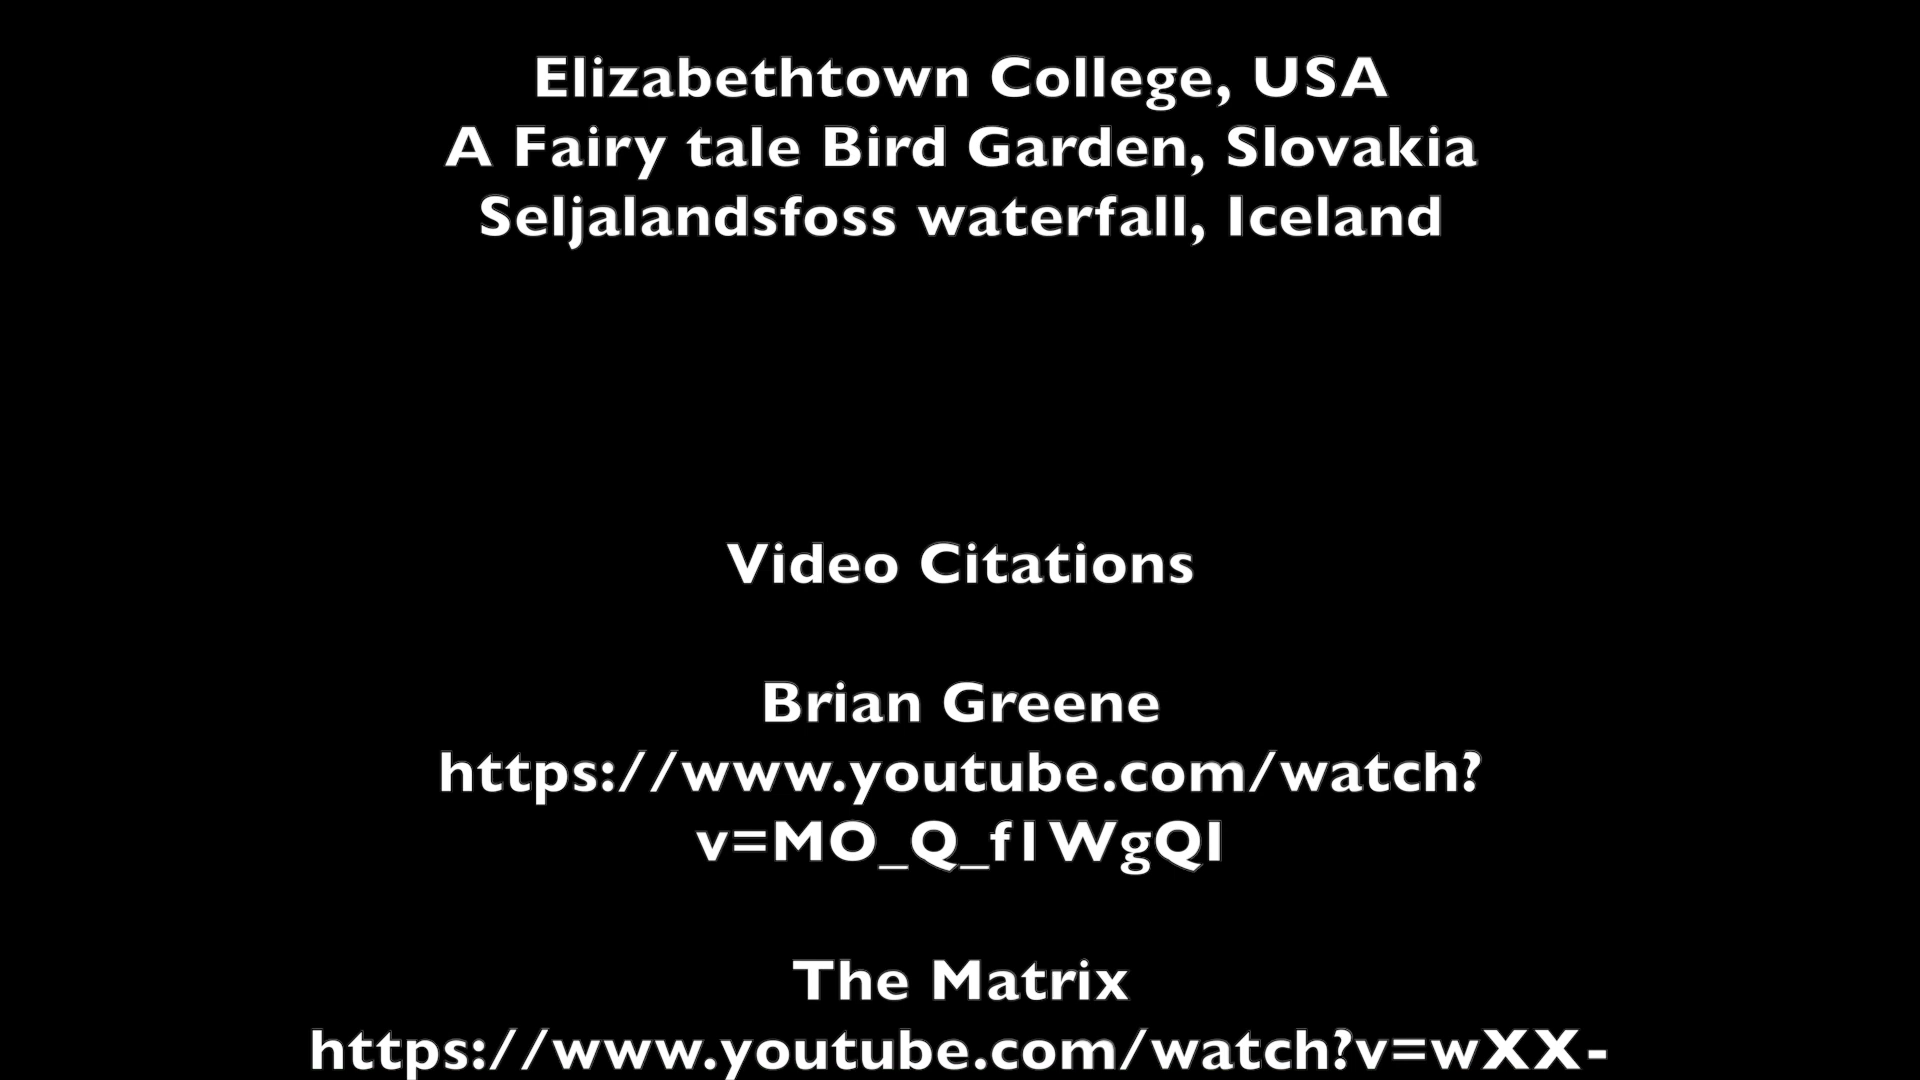 Elizabethtown College, USA
A Fairy tale Bird Garden, Slovakia
Seljalandsfoss waterfall, Iceland
Video Citations
Brian Greene
https://www.youtube.com/watch?
v=MO_Q_f1WgQI
The Matrix
https://www.youtube.com/watch?v=wXX-